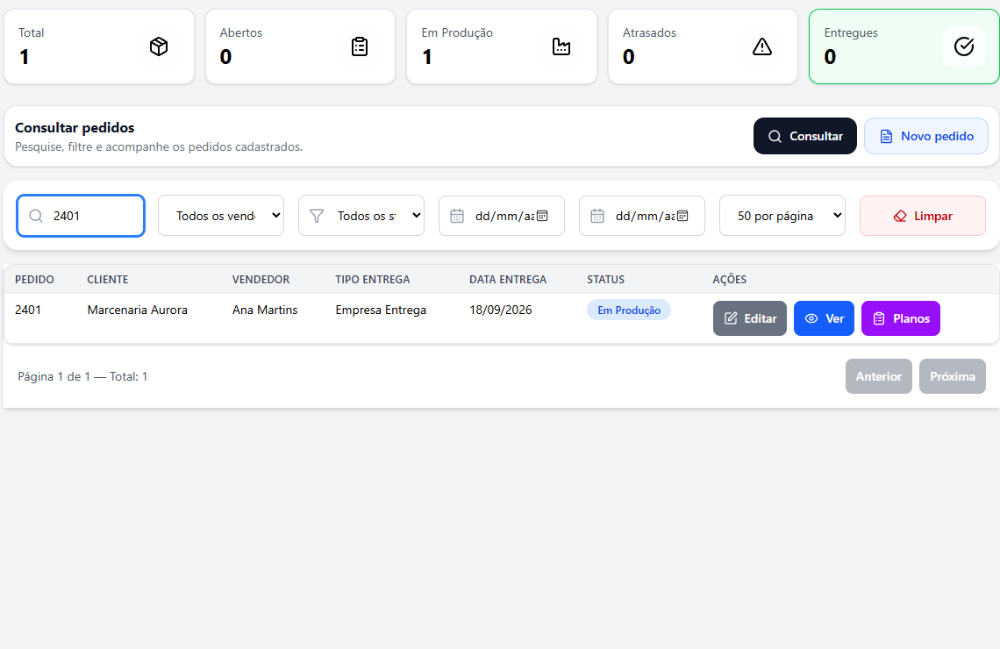 Total
1
Abertos
0
Em Produção
1
Atrasados
0
Entregues
0
Consultar pedidos
Pesquise, filtre e acompanhe os pedidos cadastrados.
Consultar
Novo pedido
2401
Todos os vend
Todos os s
dd/mm/aa
dd/mm/aa
50 por página
Limpar
PEDIDO CLIENTE VENDEDOR TIPO ENTREGA DATA ENTREGA STATUS AÇÕES
2401 Marcenaria Aurora Ana Martins Empresa Entrega 18/09/2026 Em Produção Editar Ver Planos
Página 1 de 1 — Total: 1
Anterior
Próxima